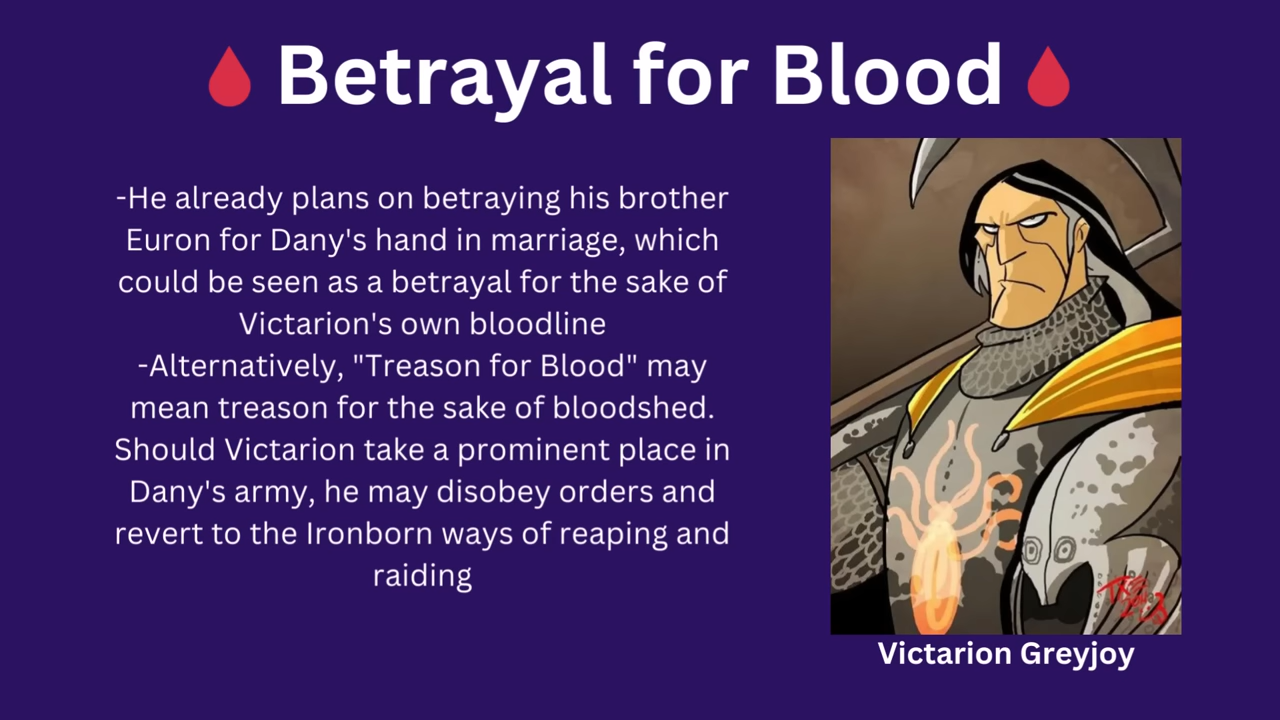 Betrayal for Blood
-He already plans on betraying his brother
Euron for Dany's hand in marriage, which
could be seen as a betrayal for the sake of
Victarion's own bloodline
-Alternatively, "Treason for Blood" may
mean treason for the sake of bloodshed.
Should Victarion take a prominent place in
Dany's army, he may disobey orders and
revert to the Ironborn ways of reaping and
raiding
Victarion Greyjoy